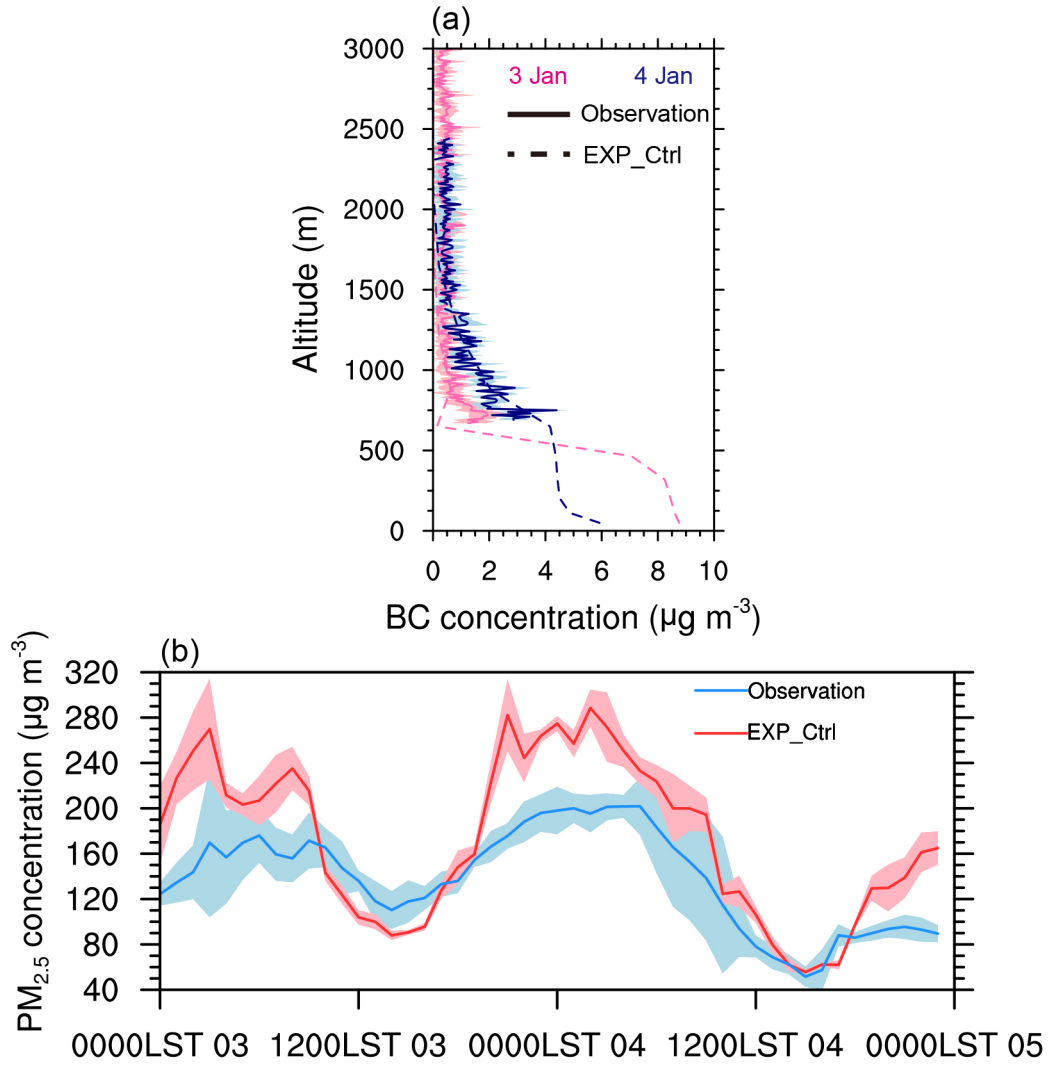 (a)
3000
2500
2000
1500
1000
500
0
Altitude (m)
3 Jan 4 Jan
Observation
EXP_Ctrl
0 2 4 6 8 10
BC concentration (µg m-3)
(b)
320
280
240
200
160
120
80
40
PM2.5 concentration (µg m-3)
Observation
EXP_Ctrl
0000LST 03 1200LST 03 0000LST 04 1200LST 04 0000LST 05